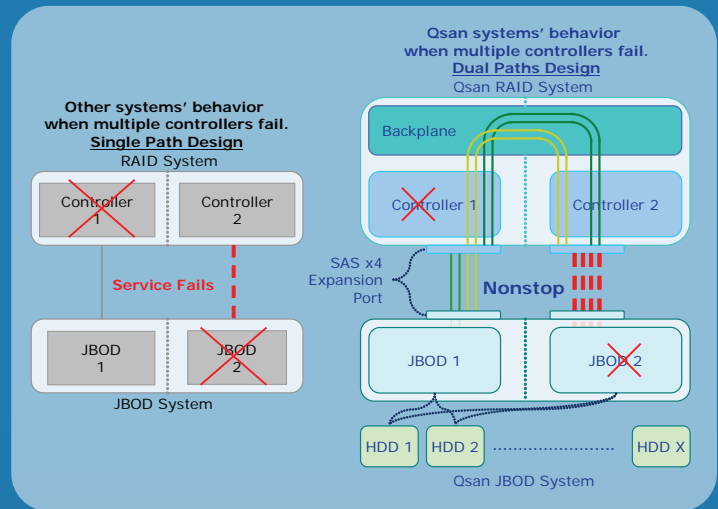 Other systems' behavior
when multiple controllers fail.
Single Path Design
RAID System
Controller
1
Controller
2
Service Fails
JBOD
1
JBOD
2
JBOD System
Qsan systems' behavior
when multiple controllers fail.
Dual Paths Design
Qsan RAID System
Backplane
Controller 1
Controller 2
SAS x4
Expansion
Port
Nonstop
JBOD 1
JBOD 2
HDD 1
HDD 2
HDD X
Qsan JBOD System